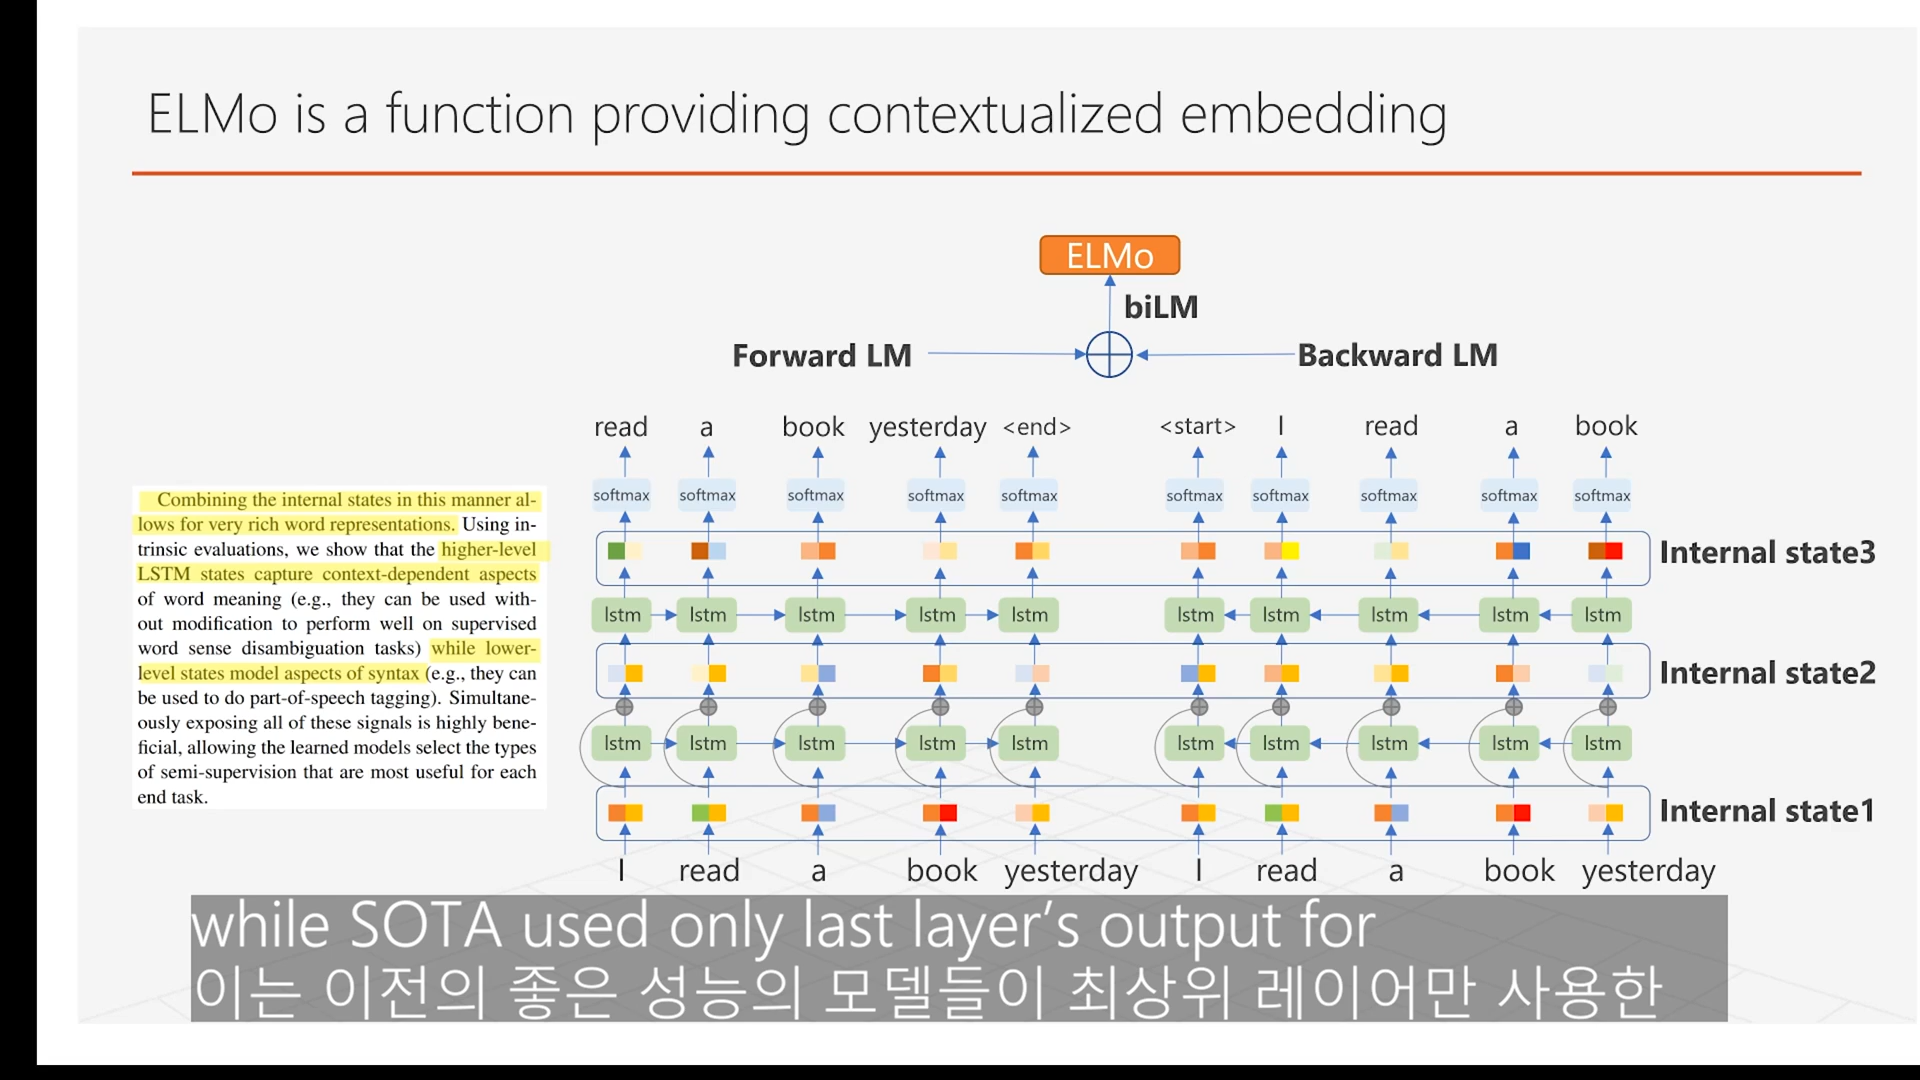 ELMo is a function providing contextualized embedding
ELMo
biLM
Forward LM
Backward LM
read a book yesterday <end> <start> I read a book
softmax softmax softmax softmax softmax softmax softmax softmax softmax softmax
Internal state3
lstm lstm lstm lstm lstm lstm lstm lstm lstm lstm
Internal state2
lstm lstm lstm lstm lstm lstm lstm lstm lstm lstm
Internal state1
I read a book yesterday I read a book yesterday
Combining the internal states in this manner al-
lows for very rich word representations. Using in-
trinsic evaluations, we show that the higher-level
LSTM states capture context-dependent aspects
of word meaning (e.g., they can be used with-
out modification to perform well on supervised
word sense disambiguation tasks) while lower-
level states model aspects of syntax (e.g., they can
be used to do part-of-speech tagging). Simultane-
ously exposing all of these signals is highly bene-
ficial, allowing the learned models select the types
of semi-supervision that are most useful for each
end task.
while SOTA used only last layer's output for
이는 이전의 좋은 성능의 모델들이 최상위 레이어만 사용한